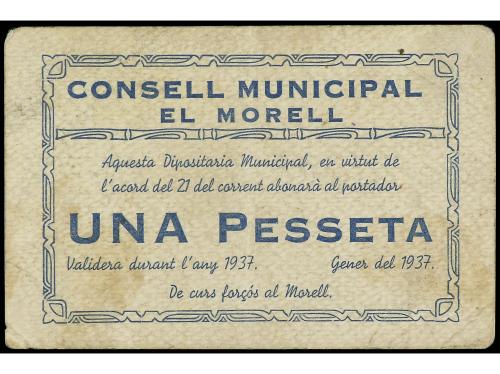 CONSELL MUNICIPAL
EL MORELL
Aquesta Dipositaria Municipal, en virtut de
l'acord del 21 del corrent abonarà al portador
UNA PESSETA
Validera durant l'any 1937. Gener del 1937.
De curs forçós al Morell.